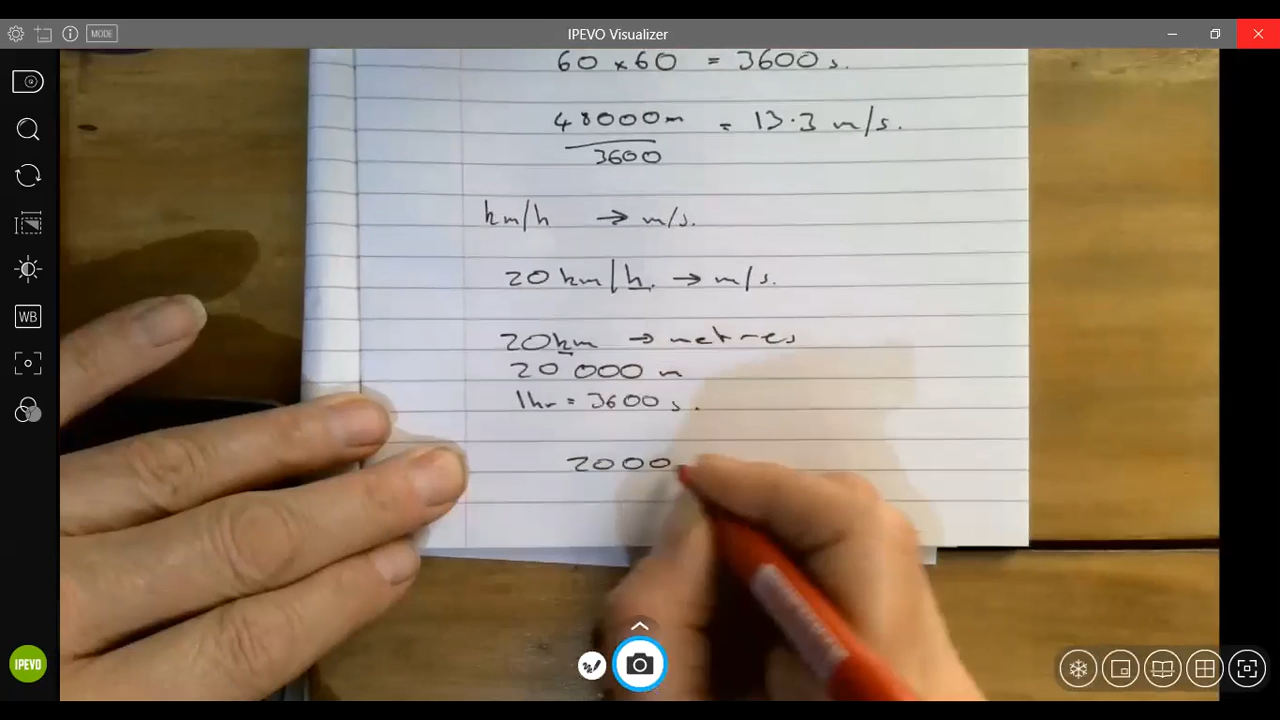 IPEVO Visualizer
MODE
60 × 60 = 3600 s.
48000m
3600
= 13.3 m/s.
km/h → m/s.
20 km/h. → m/s.
20km → metres
20 000 m
1hr = 3600 s.
2000
WB
IPEVO